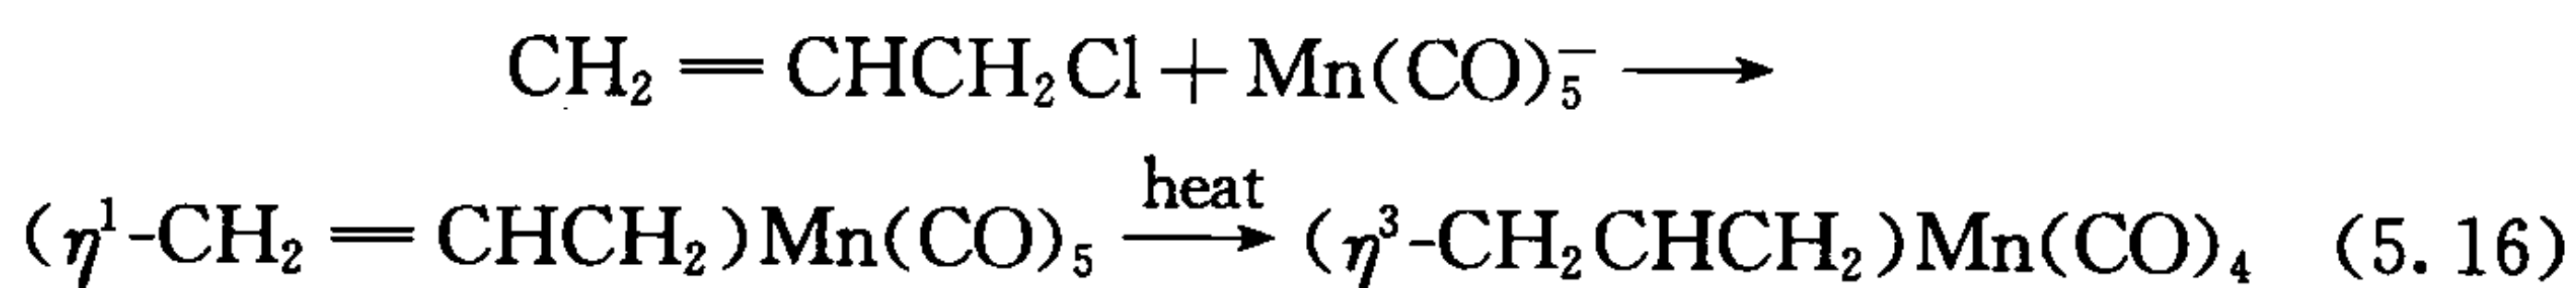 CH₂＝CHCH₂Cl＋Mn(CO)₅⁻ ⟶
heat
(η¹-CH₂＝CHCH₂)Mn(CO)₅ ⟶ (η³-CH₂CHCH₂)Mn(CO)₄ (5.16)